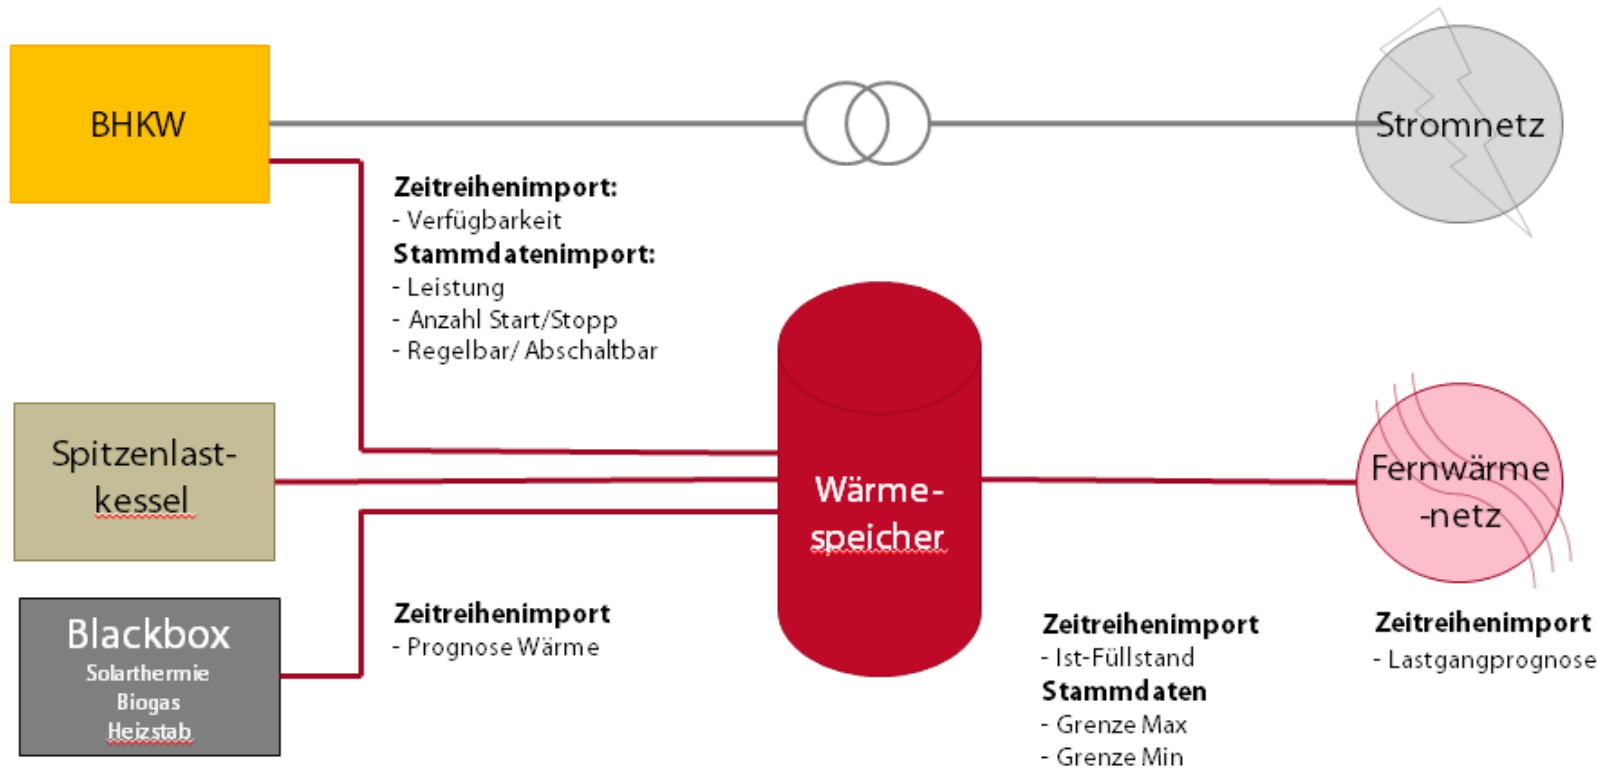 BHKW
Stromnetz
Zeitreihenimport:
- Verfügbarkeit
Stammdatenimport:
- Leistung
- Anzahl Start/Stopp
- Regelbar/ Abschaltbar
Spitzenlast-
kessel
Wärme-
speicher
Fernwärme
-netz
Blackbox
Solarthermie
Biogas
Heizstab
Zeitreihenimport
- Prognose Wärme
Zeitreihenimport
- Ist-Füllstand
Stammdaten
- Grenze Max
- Grenze Min
Zeitreihenimport
- Lastgangprognose